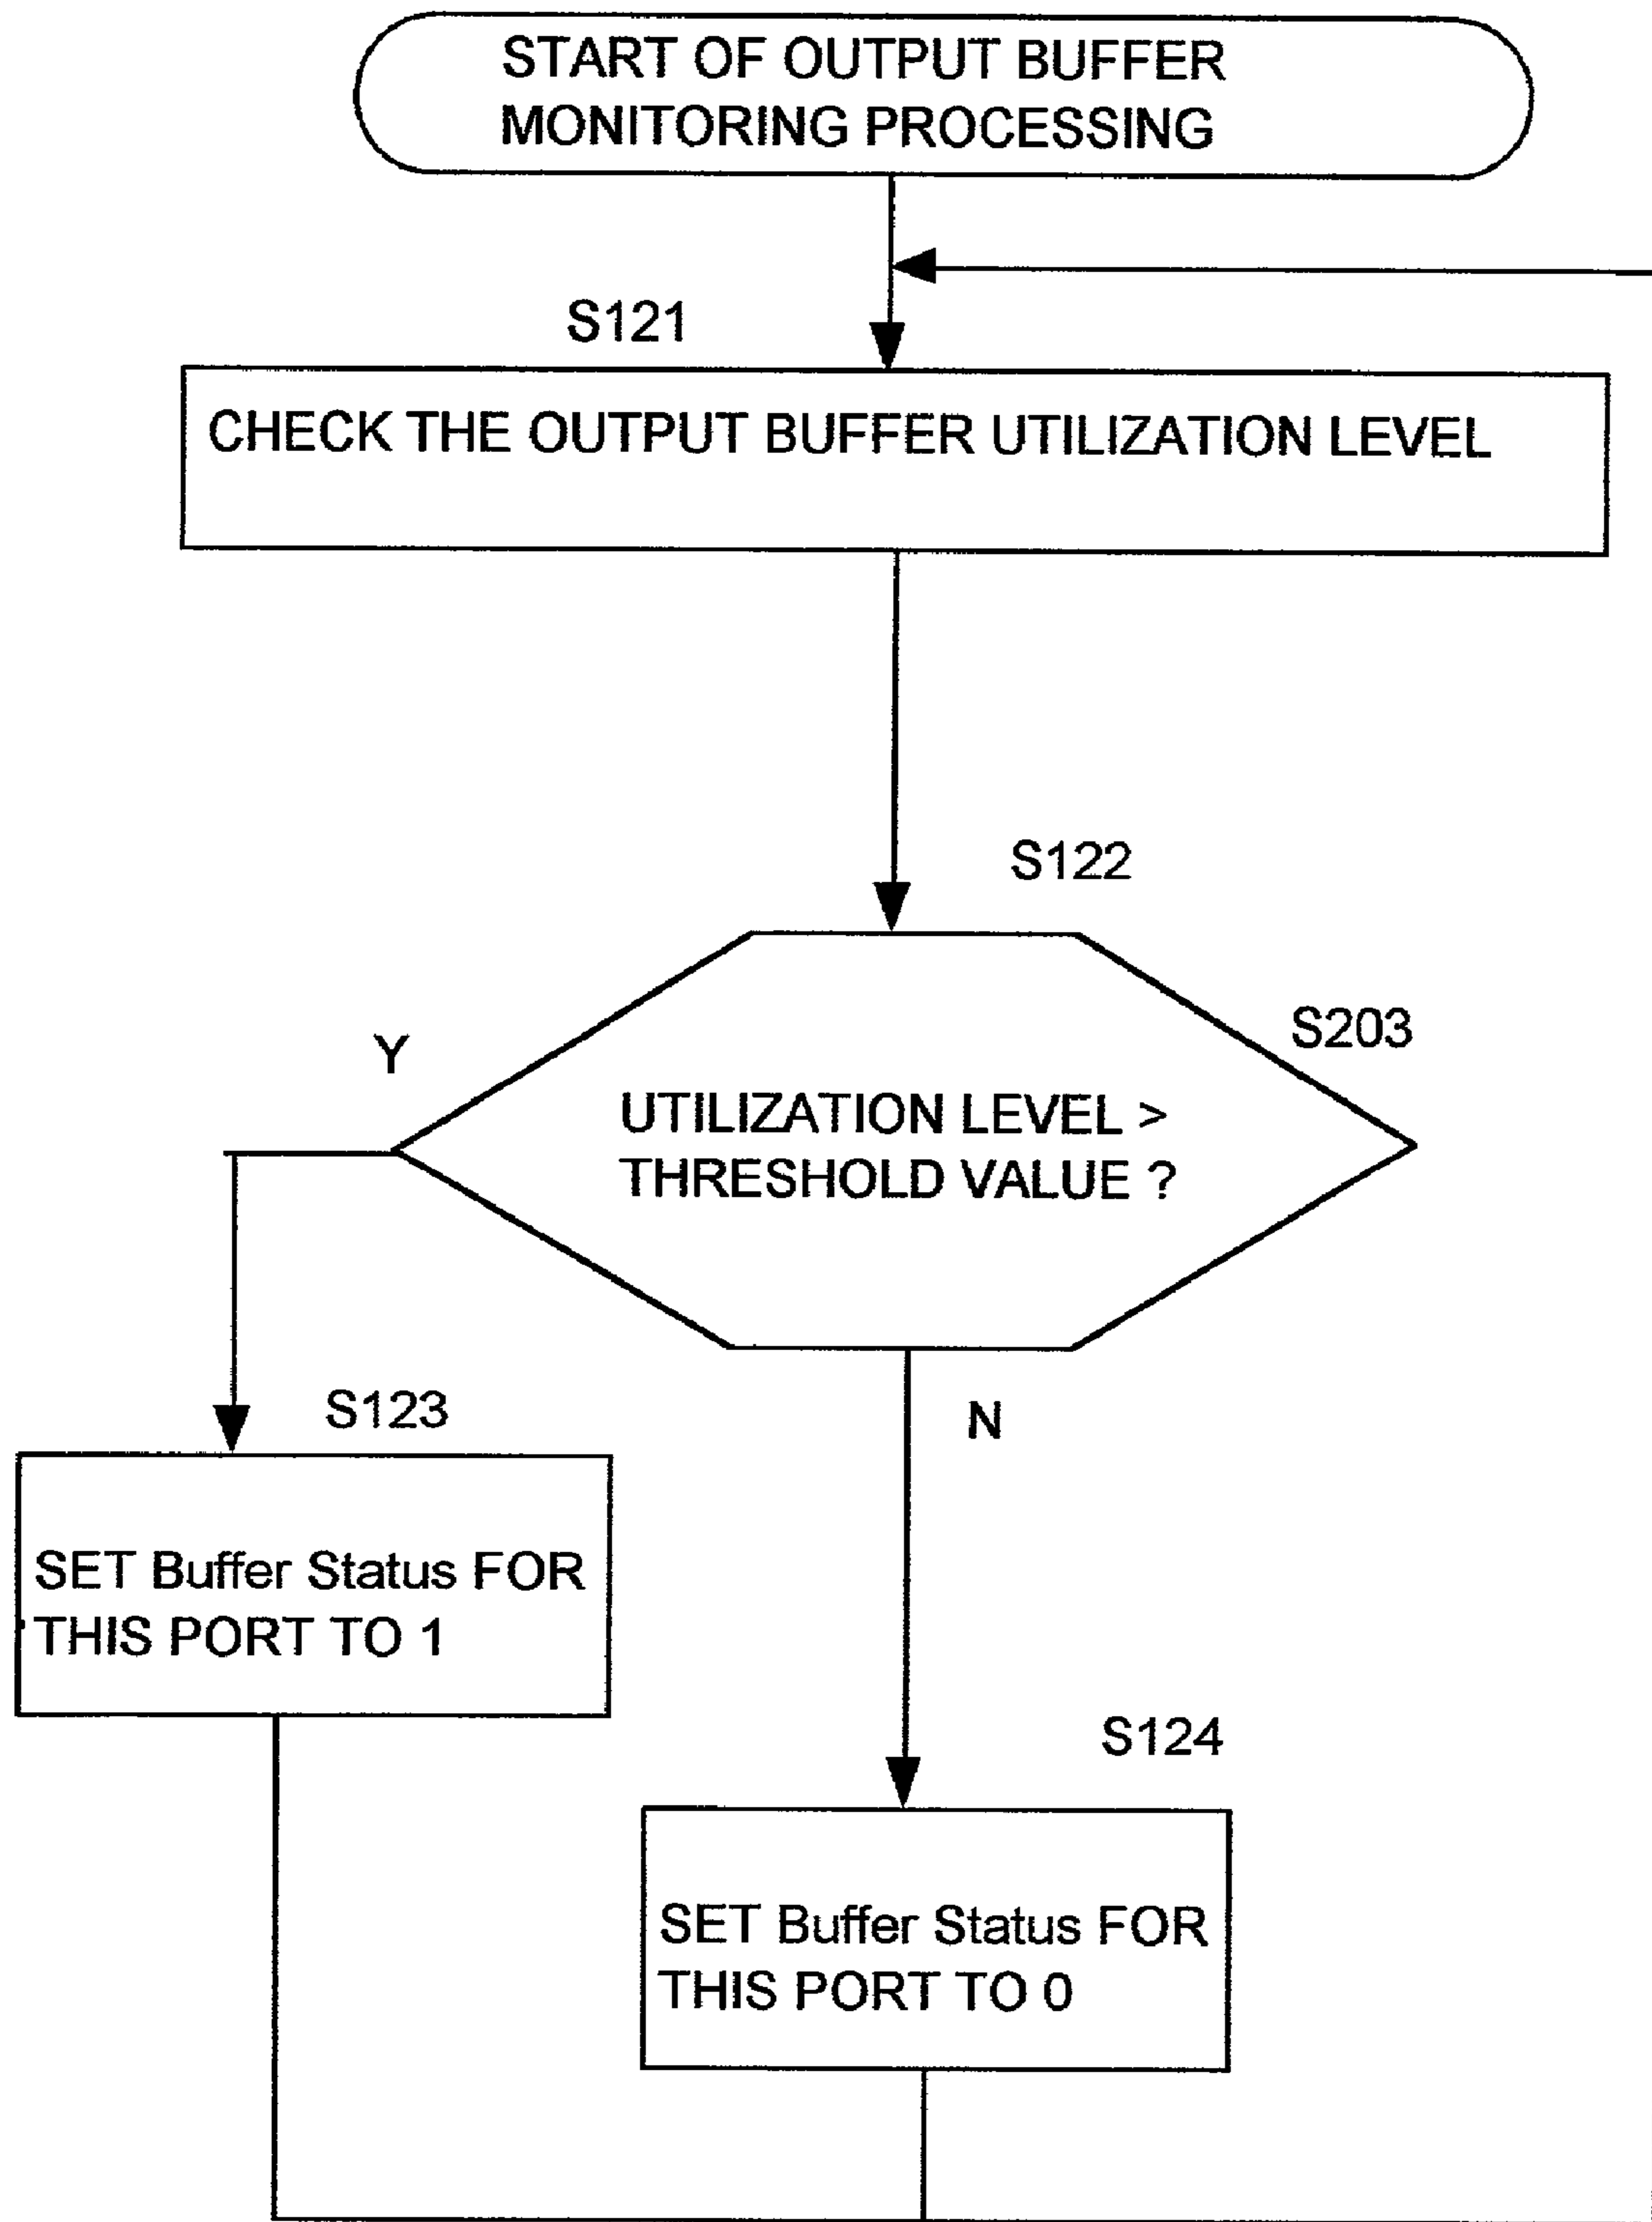 START OF OUTPUT BUFFER
MONITORING PROCESSING
S121
CHECK THE OUTPUT BUFFER UTILIZATION LEVEL
S122
S203
Y
UTILIZATION LEVEL >
THRESHOLD VALUE ?
S123
N
SET Buffer Status FOR
THIS PORT TO 1
S124
SET Buffer Status FOR
THIS PORT TO 0